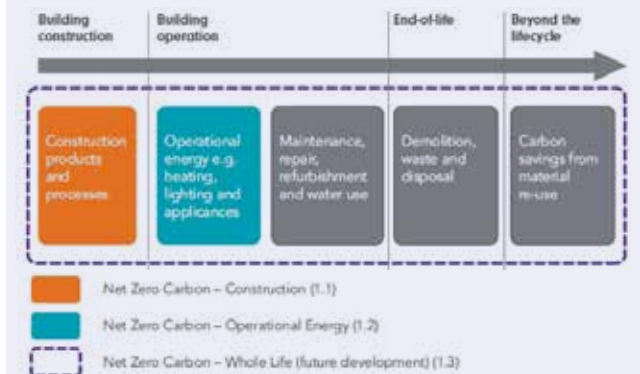 Building
construction
Building
operation
End-of-life
Beyond the
lifecycle
Construction
products
and
processes
Operational
energy e.g.
heating,
lighting and
applicances
Maintenance,
repair,
refurbishment
and water use
Demolition,
waste and
disposal
Carbon
savings from
material
re-use
Net Zero Carbon – Construction (1.1)
Net Zero Carbon – Operational Energy (1.2)
Net Zero Carbon – Whole Life (future development) (1.3)